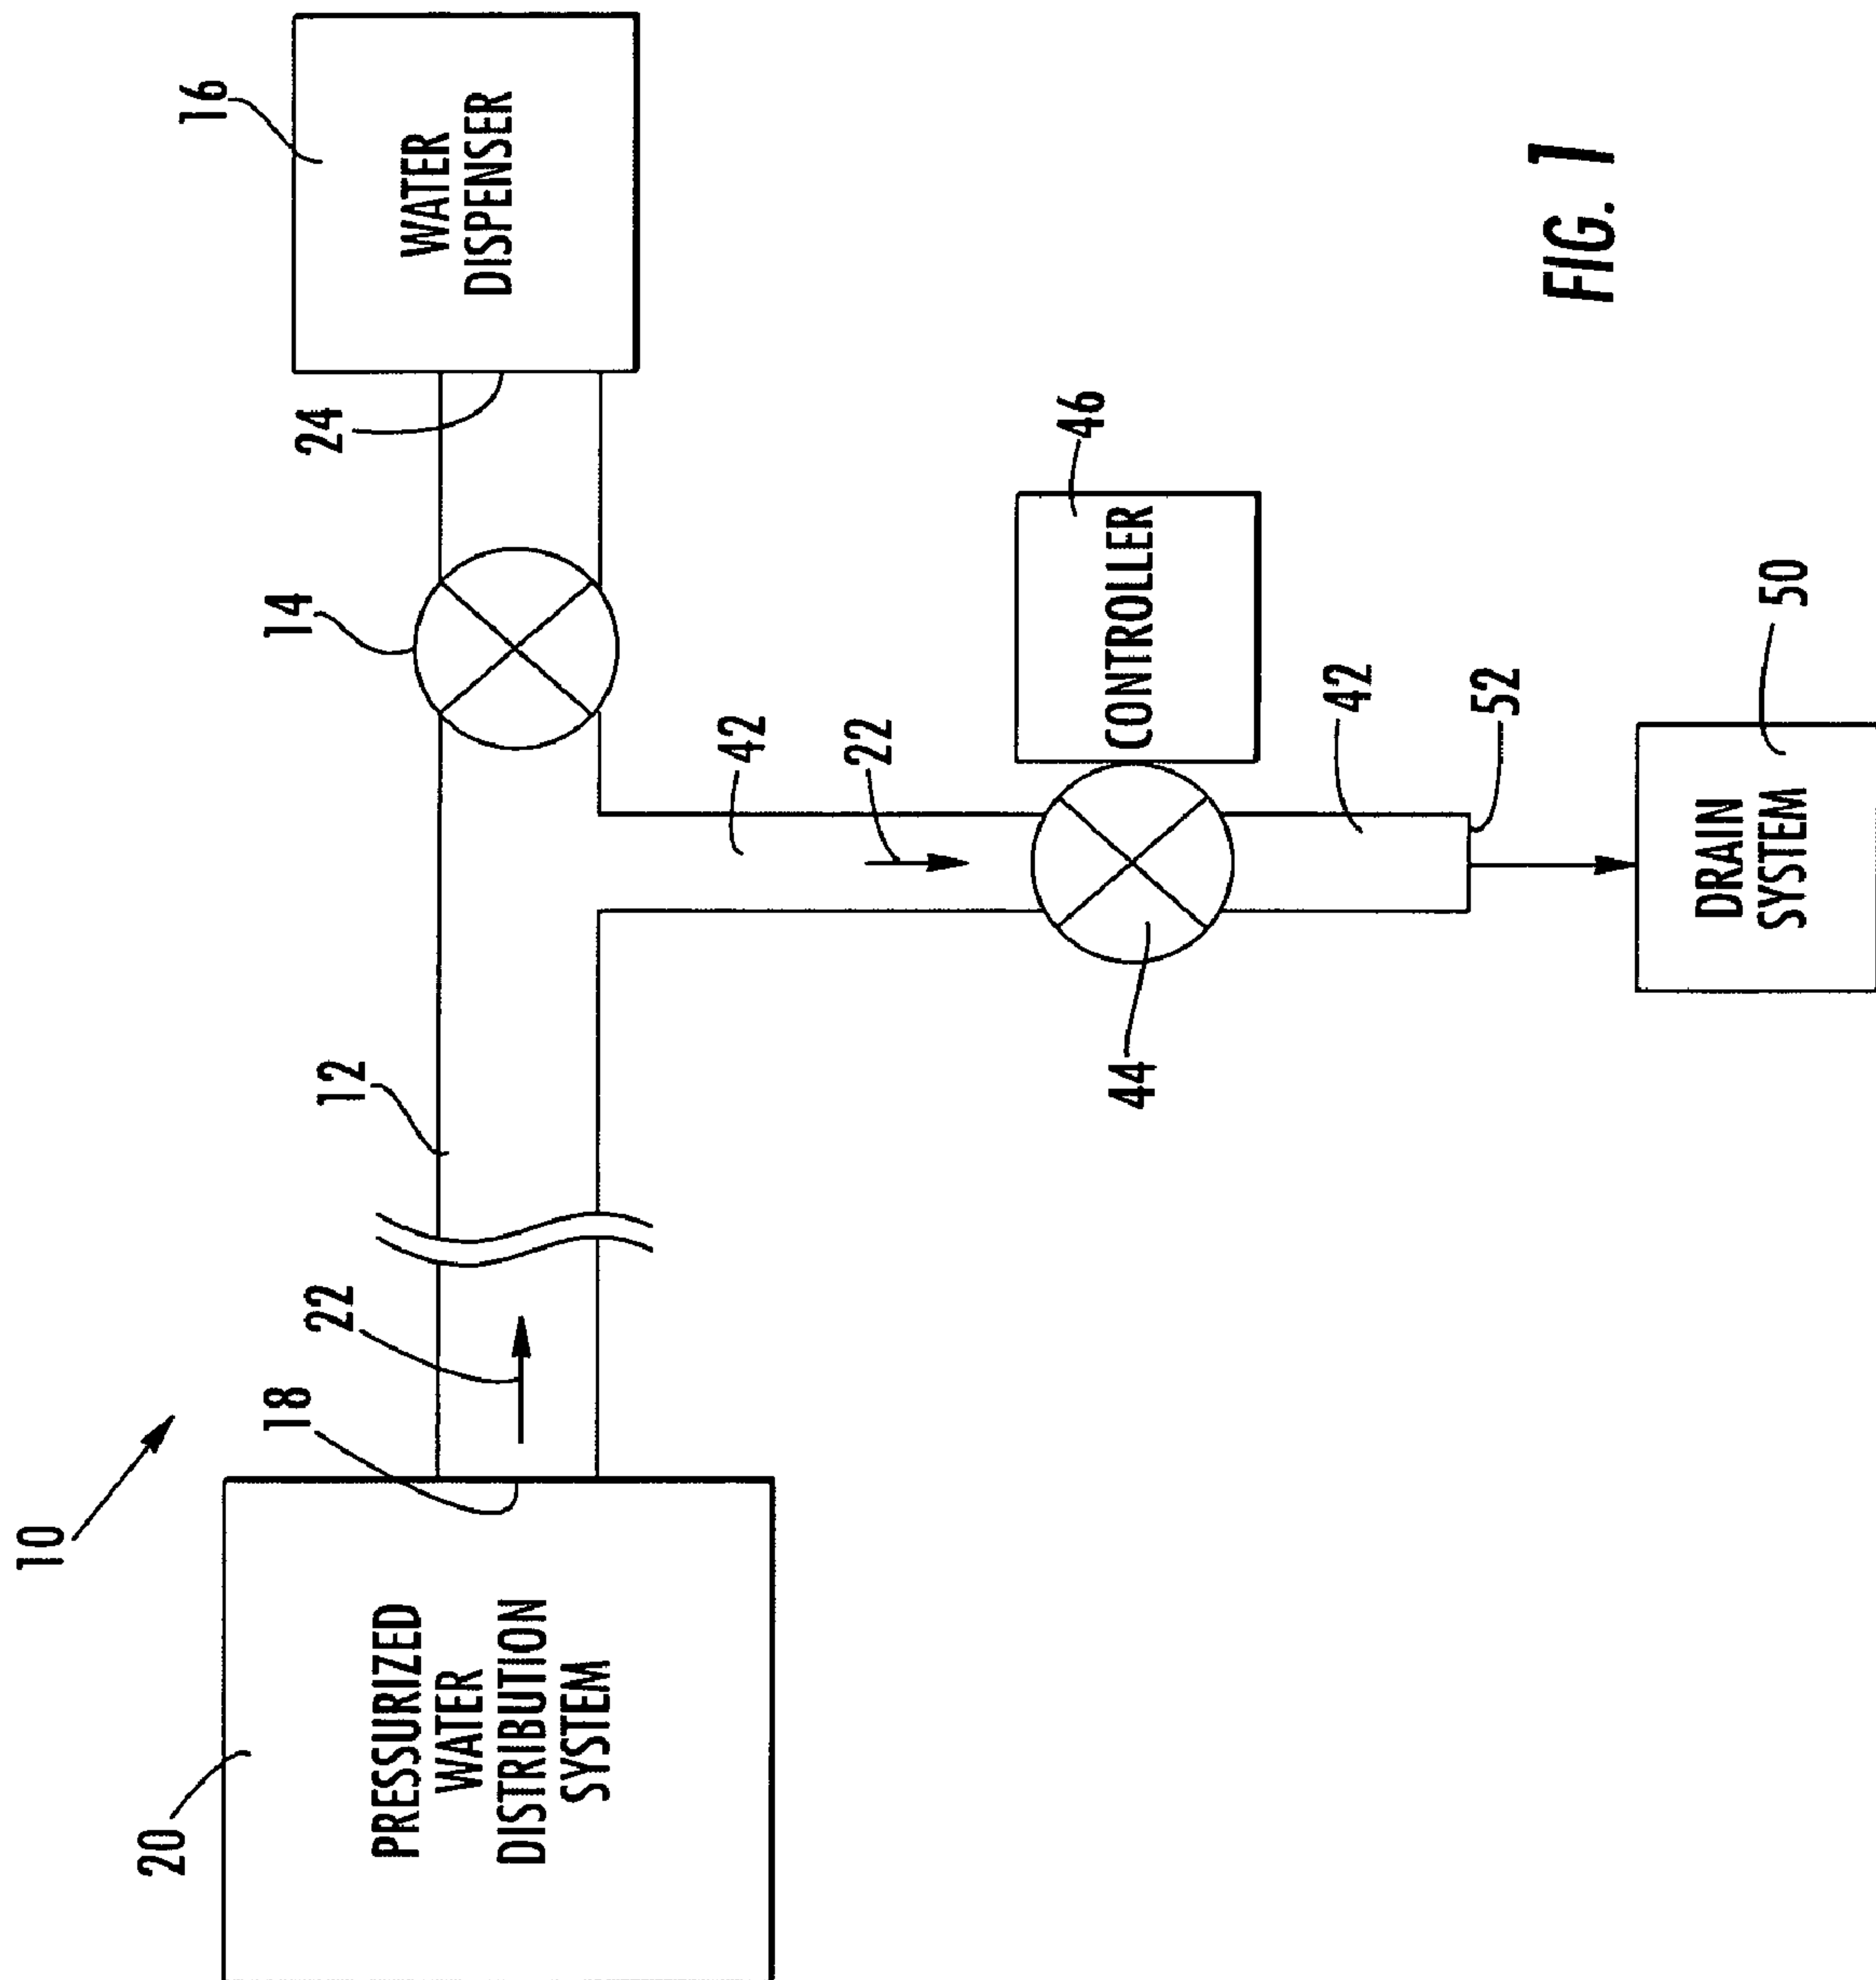 10
20
PRESSURIZED
WATER
DISTRIBUTION
SYSTEM
18
22
12
14
24
16
WATER
DISPENSER
42
22
44
CONTROLLER
46
42
52
DRAIN
SYSTEM
50
FIG. 1